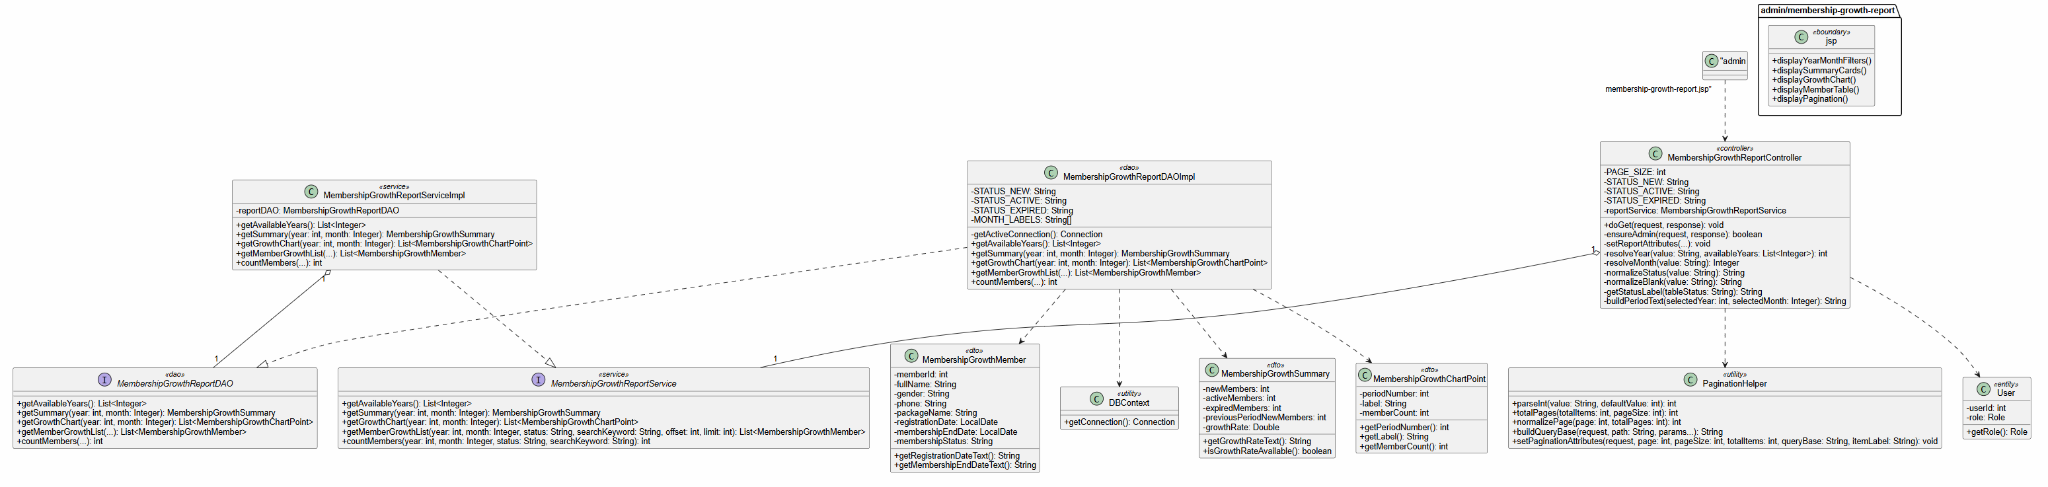 admin/membership-growth-report
C
«boundary»
jsp
+displayYearMonthFilters()
+displaySummaryCards()
+displayGrowthChart()
+displayMemberTable()
+displayPagination()
C "admin
membership-growth-report.jsp"
C
«controller»
MembershipGrowthReportController
-PAGE_SIZE: int
-STATUS_NEW: String
-STATUS_ACTIVE: String
-STATUS_EXPIRED: String
-reportService: MembershipGrowthReportService
+doGet(request, response): void
-ensureAdmin(request, response): boolean
-setReportAttributes(...): void
-resolveYear(value: String, availableYears: List<Integer>): int
-resolveMonth(value: String): Integer
-normalizeStatus(value: String): String
-normalizeBlank(value: String): String
-getStatusLabel(tableStatus: String): String
-buildPeriodText(selectedYear: int, selectedMonth: Integer): String
1
C
«dao»
MembershipGrowthReportDAOImpl
-STATUS_NEW: String
-STATUS_ACTIVE: String
-STATUS_EXPIRED: String
-MONTH_LABELS: String[]
-getActiveConnection(): Connection
+getAvailableYears(): List<Integer>
+getSummary(year: int, month: Integer): MembershipGrowthSummary
+getGrowthChart(year: int, month: Integer): List<MembershipGrowthChartPoint>
+getMemberGrowthList(...): List<MembershipGrowthMember>
+countMembers(...): int
C
«service»
MembershipGrowthReportServiceImpl
-reportDAO: MembershipGrowthReportDAO
+getAvailableYears(): List<Integer>
+getSummary(year: int, month: Integer): MembershipGrowthSummary
+getGrowthChart(year: int, month: Integer): List<MembershipGrowthChartPoint>
+getMemberGrowthList(...): List<MembershipGrowthMember>
+countMembers(...): int
1
1
1
I
«dao»
MembershipGrowthReportDAO
+getAvailableYears(): List<Integer>
+getSummary(year: int, month: Integer): MembershipGrowthSummary
+getGrowthChart(year: int, month: Integer): List<MembershipGrowthChartPoint>
+getMemberGrowthList(...): List<MembershipGrowthMember>
+countMembers(...): int
I
«service»
MembershipGrowthReportService
+getAvailableYears(): List<Integer>
+getSummary(year: int, month: Integer): MembershipGrowthSummary
+getGrowthChart(year: int, month: Integer): List<MembershipGrowthChartPoint>
+getMemberGrowthList(year: int, month: Integer, status: String, searchKeyword: String, offset: int, limit: int): List<MembershipGrowthMember>
+countMembers(year: int, month: Integer, status: String, searchKeyword: String): int
C
«dto»
MembershipGrowthMember
-memberId: int
-fullName: String
-gender: String
-phone: String
-packageName: String
-registrationDate: LocalDate
-membershipEndDate: LocalDate
-membershipStatus: String
+getRegistrationDateText(): String
+getMembershipEndDateText(): String
C
«utility»
DBContext
+getConnection(): Connection
C
«dto»
MembershipGrowthSummary
-newMembers: int
-activeMembers: int
-expiredMembers: int
-previousPeriodNewMembers: int
-growthRate: Double
+getGrowthRateText(): String
+isGrowthRateAvailable(): boolean
C
«dto»
MembershipGrowthChartPoint
-periodNumber: int
-label: String
-memberCount: int
+getPeriodNumber(): int
+getLabel(): String
+getMemberCount(): int
C
«utility»
PaginationHelper
+parseInt(value: String, defaultValue: int): int
+totalPages(totalItems: int, pageSize: int): int
+normalizePage(page: int, totalPages: int): int
+buildQueryBase(request, path: String, params...): String
+setPaginationAttributes(request, page: int, pageSize: int, totalItems: int, queryBase: String, itemLabel: String): void
C
«entity»
User
-userId: int
-role: Role
+getRole(): Role